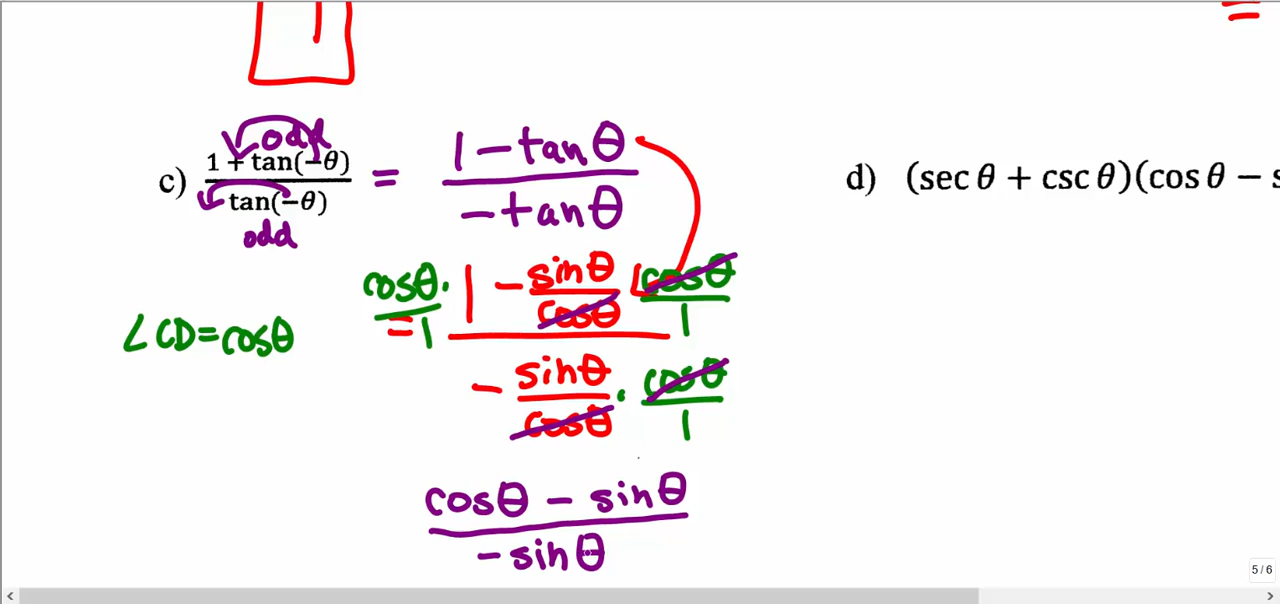 odd
c) (1 + tan(−θ))/(tan(−θ)) = (1 − tanθ)/(−tanθ)
odd
d) (sec θ + csc θ)(cos θ −
LCD = cosθ
= (cosθ/1 · 1 − sinθ/cosθ · cosθ/1)/(− sinθ/cosθ · cosθ/1)
(cosθ − sinθ)/(−sinθ)
5 / 6